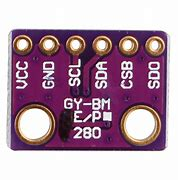 VCC GND SCL SDA CSB SDO
GY-BM
E/P
280